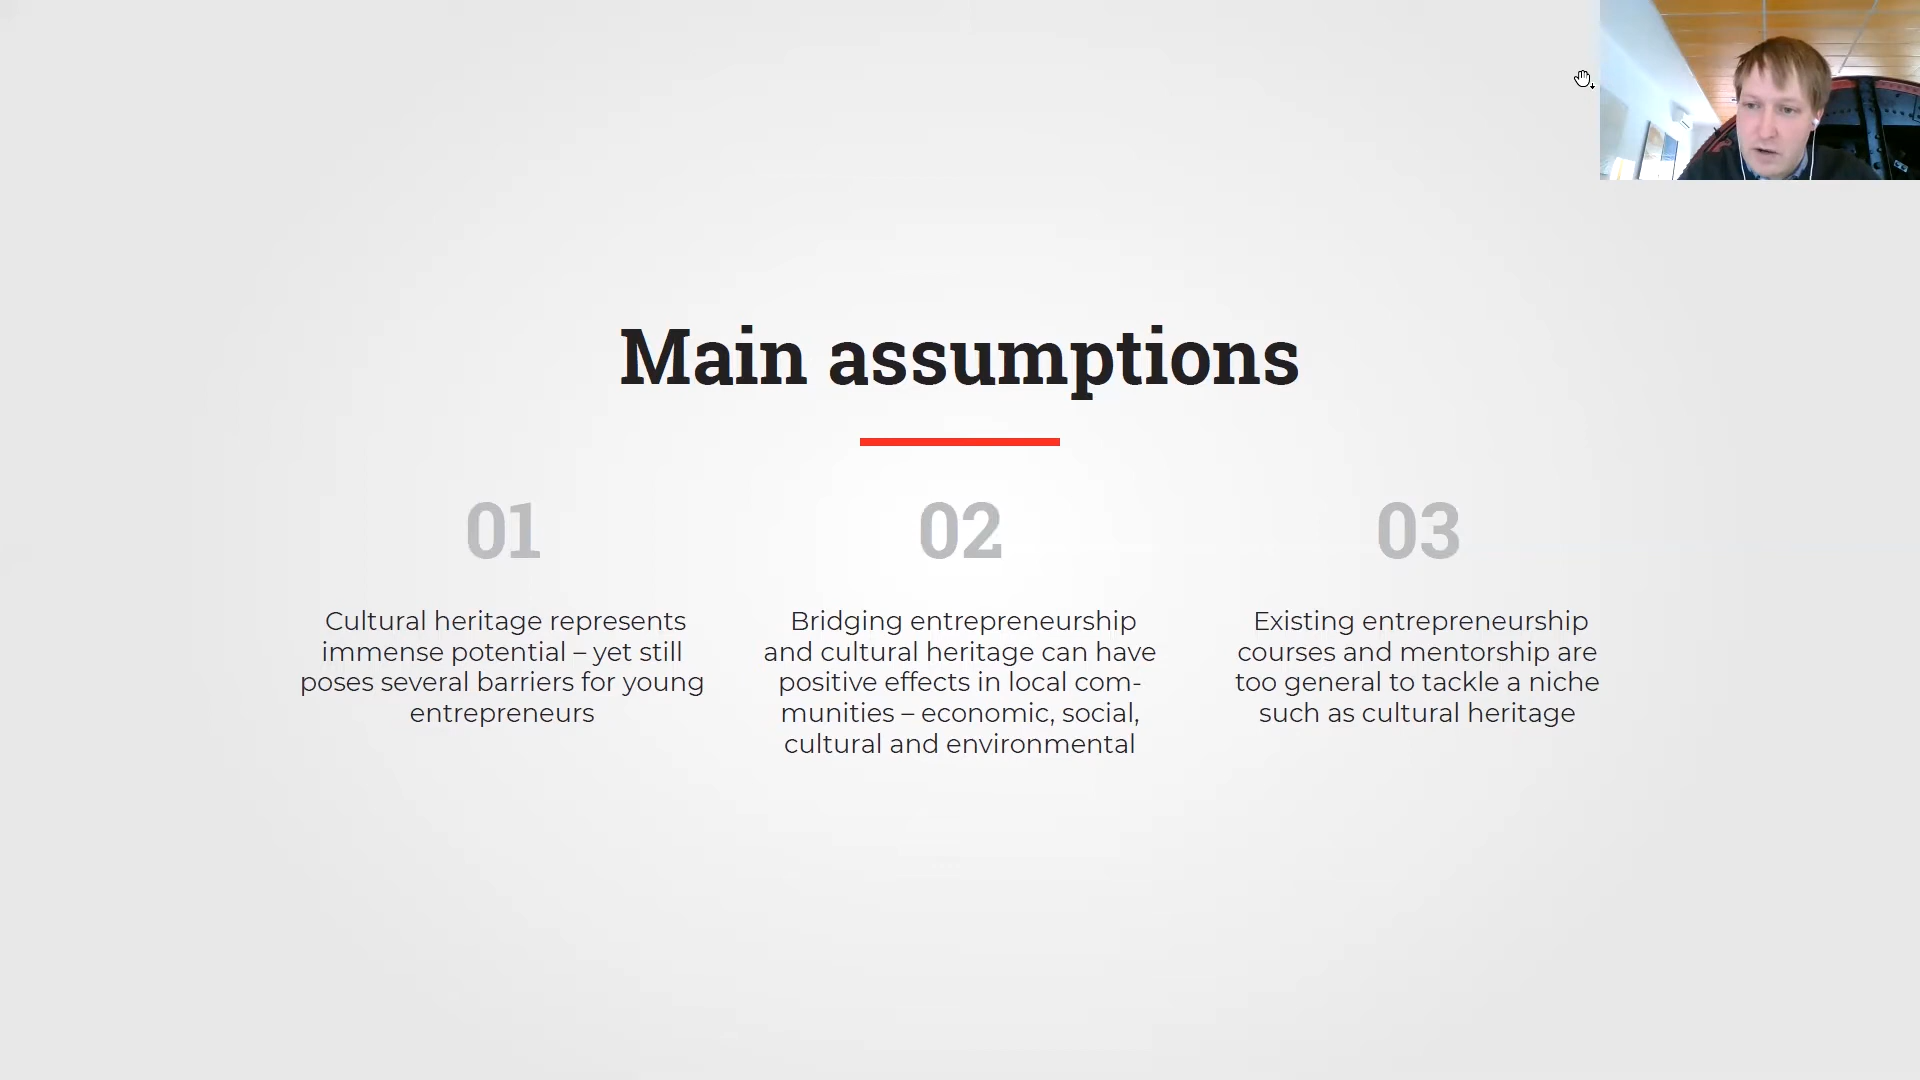 Main assumptions
01
Cultural heritage represents
immense potential – yet still
poses several barriers for young
entrepreneurs
02
Bridging entrepreneurship
and cultural heritage can have
positive effects in local com-
munities – economic, social,
cultural and environmental
03
Existing entrepreneurship
courses and mentorship are
too general to tackle a niche
such as cultural heritage